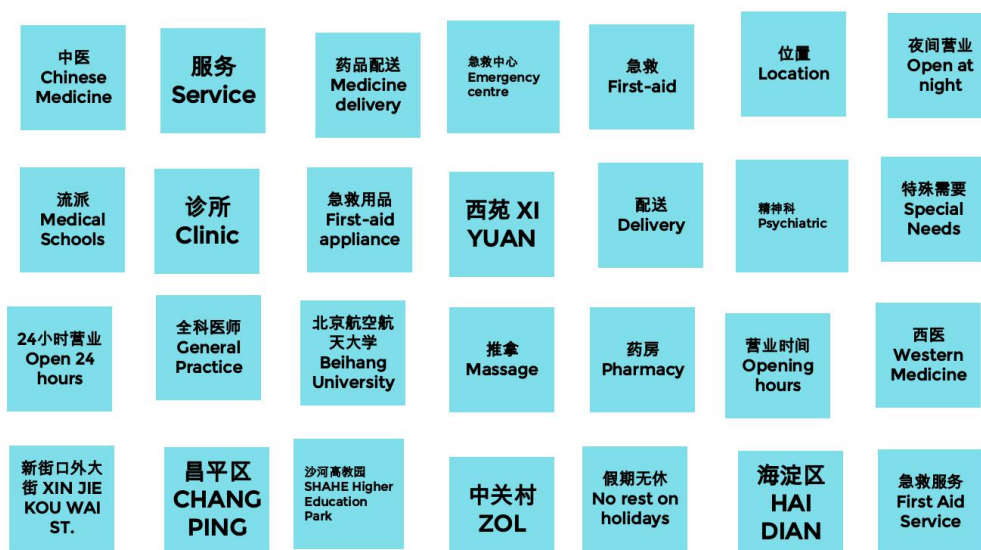 中医
Chinese
Medicine
服务
Service
药品配送
Medicine
delivery
急救中心
Emergency
centre
急救
First-aid
位置
Location
夜间营业
Open at
night
流派
Medical
Schools
诊所
Clinic
急救用品
First-aid
appliance
西苑 XI
YUAN
配送
Delivery
精神科
Psychiatric
特殊需要
Special
Needs
24小时营业
Open 24
hours
全科医师
General
Practice
北京航空航
天大学
Beihang
University
推拿
Massage
药房
Pharmacy
营业时间
Opening
hours
西医
Western
Medicine
新街口外大
街 XIN JIE
KOU WAI
ST.
昌平区
CHANG
PING
沙河高教园
SHAHE Higher
Education
Park
中关村
ZOL
假期无休
No rest on
holidays
海淀区
HAI
DIAN
急救服务
First Aid
Service